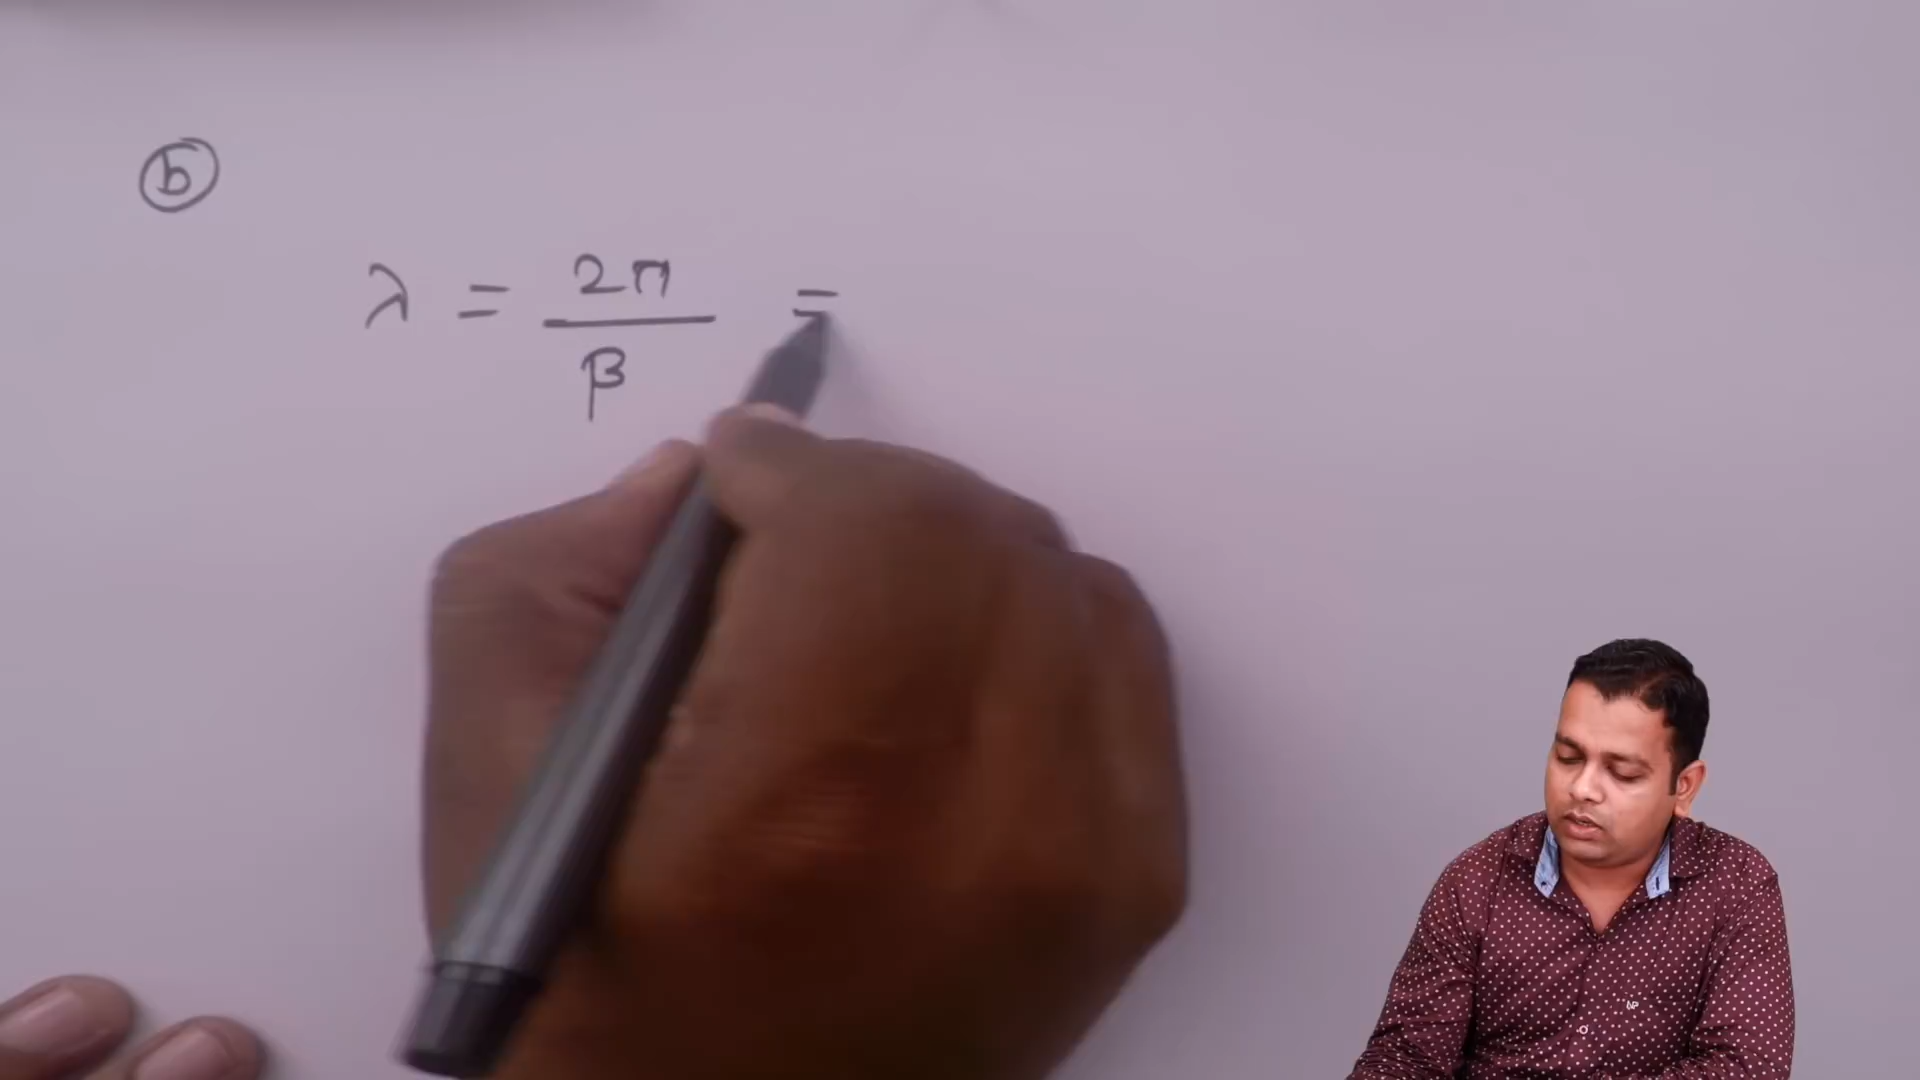 b
λ = 2π / β =